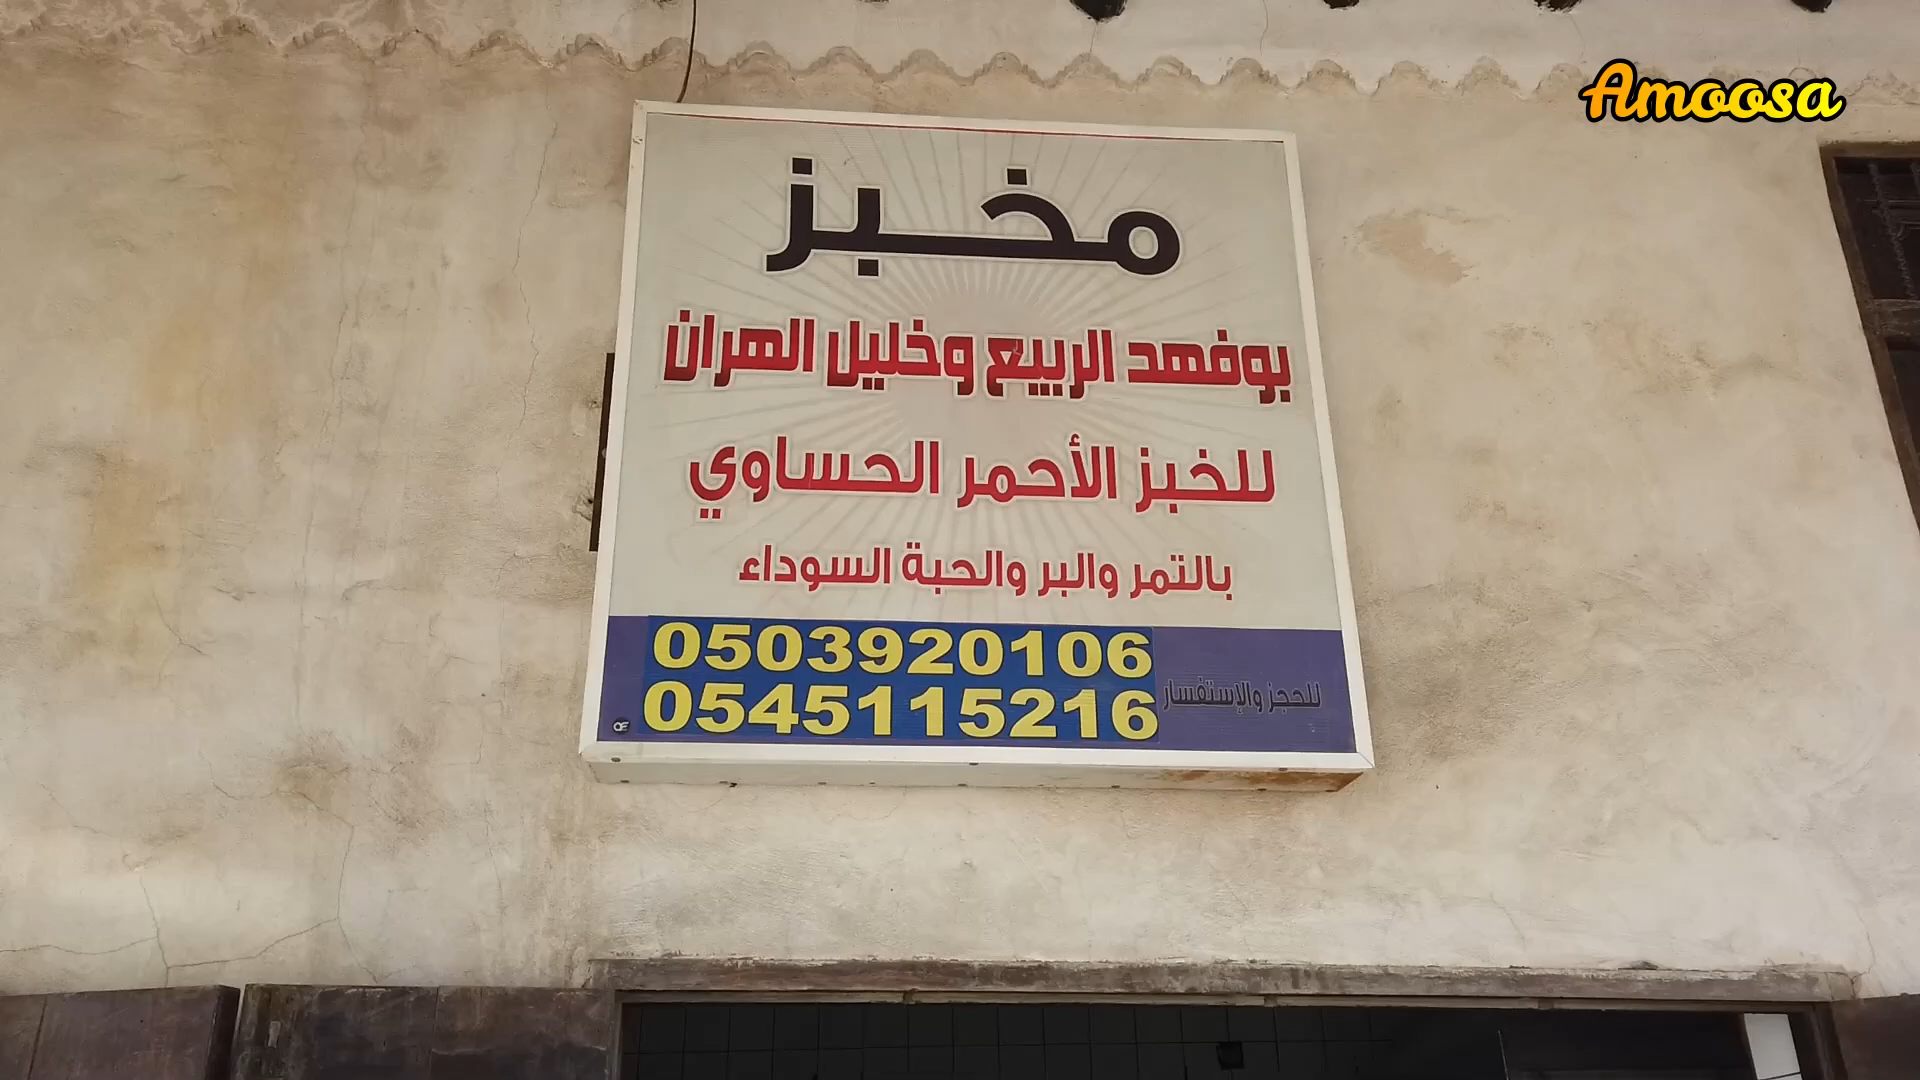 Amoosa
مخبز
بوفهد الربيع وخليل الهران
للخبز الأحمر الحساوي
بالتمر والبر والحبة السوداء
0503920106
0545115216
للحجز والإستفسار